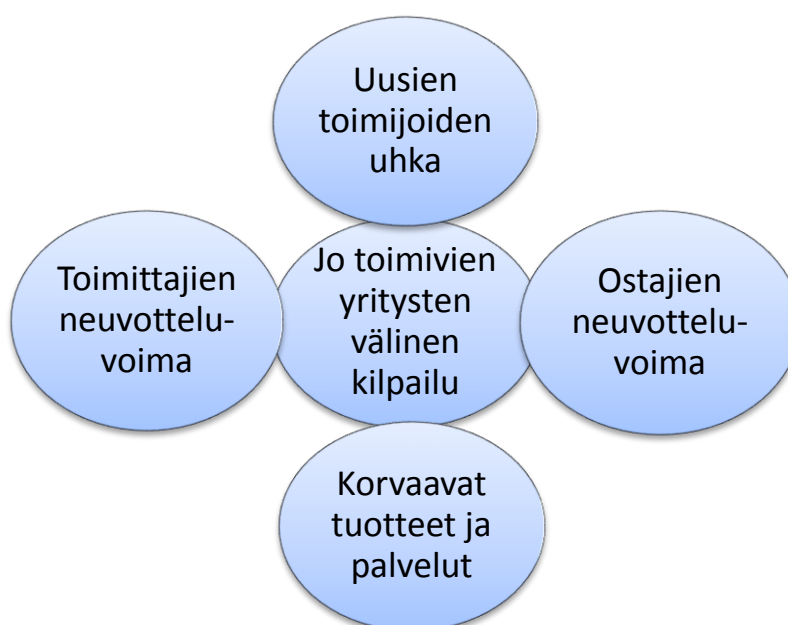 Uusien
toimijoiden
uhka
Toimittajien
neuvottelu-
voima
Jo toimivien
yritysten
välinen
kilpailu
Ostajien
neuvottelu-
voima
Korvaavat
tuotteet ja
palvelut